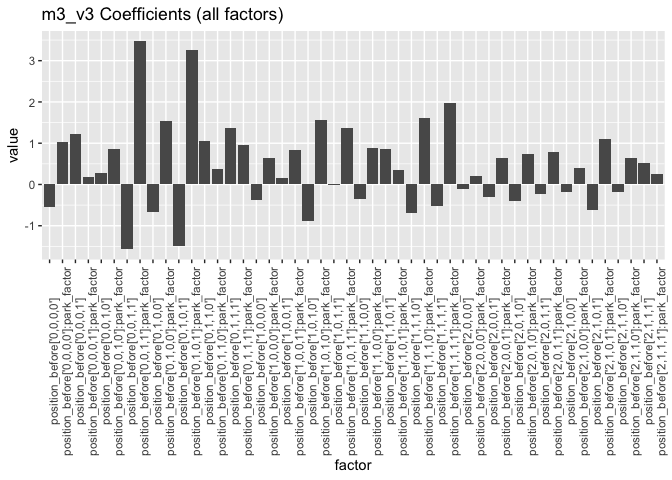 m3_v3 Coefficients (all factors)
value
3
2
1
0
-1
position_before['0,0,0,0']
position_before['0,0,0,0']:park_factor
position_before['0,0,0,1']
position_before['0,0,0,1']:park_factor
position_before['0,0,1,0']
position_before['0,0,1,0']:park_factor
position_before['0,0,1,1']
position_before['0,0,1,1']:park_factor
position_before['0,1,0,0']
position_before['0,1,0,0']:park_factor
position_before['0,1,0,1']
position_before['0,1,0,1']:park_factor
position_before['0,1,1,0']
position_before['0,1,1,0']:park_factor
position_before['0,1,1,1']
position_before['0,1,1,1']:park_factor
position_before['1,0,0,0']
position_before['1,0,0,0']:park_factor
position_before['1,0,0,1']
position_before['1,0,0,1']:park_factor
position_before['1,0,1,0']
position_before['1,0,1,0']:park_factor
position_before['1,0,1,1']
position_before['1,0,1,1']:park_factor
position_before['1,1,0,0']
position_before['1,1,0,0']:park_factor
position_before['1,1,0,1']
position_before['1,1,0,1']:park_factor
position_before['1,1,1,0']
position_before['1,1,1,0']:park_factor
position_before['1,1,1,1']
position_before['1,1,1,1']:park_factor
position_before['2,0,0,0']
position_before['2,0,0,0']:park_factor
position_before['2,0,0,1']
position_before['2,0,0,1']:park_factor
position_before['2,0,1,0']
position_before['2,0,1,0']:park_factor
position_before['2,0,1,1']
position_before['2,0,1,1']:park_factor
position_before['2,1,0,0']
position_before['2,1,0,0']:park_factor
position_before['2,1,0,1']
position_before['2,1,0,1']:park_factor
position_before['2,1,1,0']
position_before['2,1,1,0']:park_factor
position_before['2,1,1,1']
position_before['2,1,1,1']:park_factor
factor